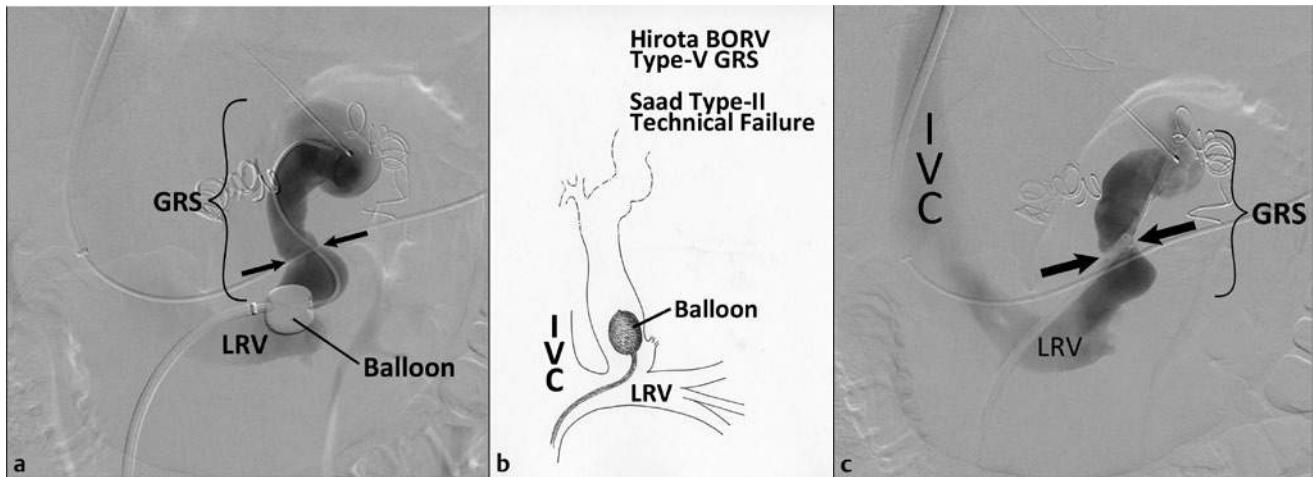 GRS
LRV
Balloon
a
Hirota BORV
Type-V GRS
Saad Type-II
Technical Failure
I
V
C
Balloon
LRV
b
I
V
C
GRS
LRV
c